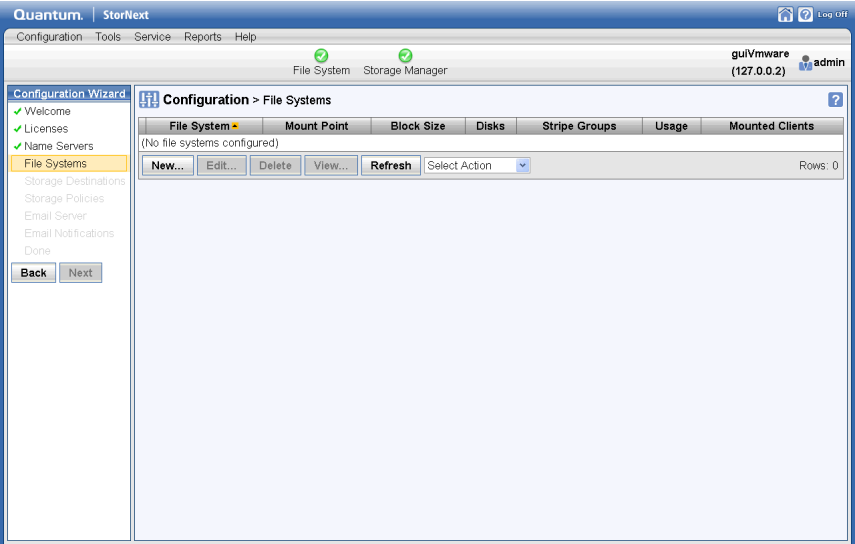 Quantum. StorNext
Log Off
Configuration Tools Service Reports Help
File System Storage Manager
guiVmware
(127.0.0.2)
admin
Configuration Wizard
Welcome
Licenses
Name Servers
File Systems
Storage Destinations
Storage Policies
Email Server
Email Notifications
Done
Back Next
Configuration > File Systems
?
File System Mount Point Block Size Disks Stripe Groups Usage Mounted Clients
(No file systems configured)
New... Edit... Delete View... Refresh Select Action Rows: 0